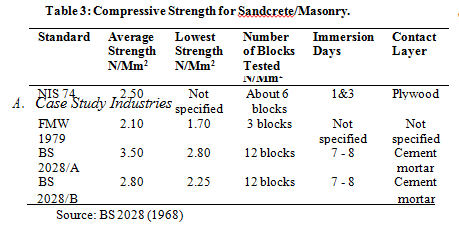 Table 3: Compressive Strength for Sandcrete/Masonry.
Standard Average Lowest Number Immersion Contact
Strength Strength of Blocks Days Layer
N/Mm² N/Mm² Tested
N/Mm²
NIS 74 2.50 Not About 6 1&3 Plywood
A. Case Study Industries specified blocks
FMW 2.10 1.70 3 blocks Not Not
1979 specified specified
BS 3.50 2.80 12 blocks 7 - 8 Cement
2028/A mortar
BS 2.80 2.25 12 blocks 7 - 8 Cement
2028/B mortar
Source: BS 2028 (1968)